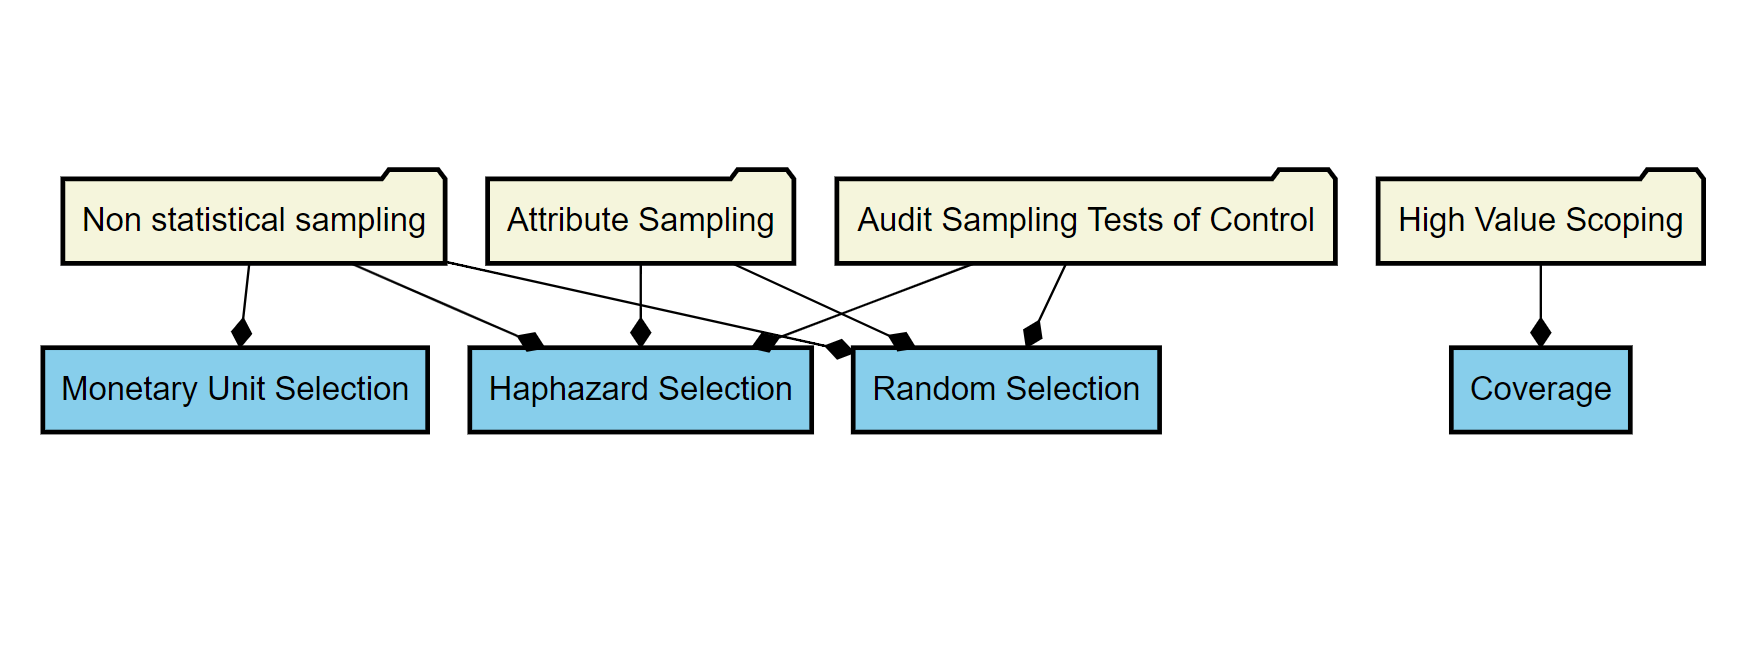 Non statistical sampling
Attribute Sampling
Audit Sampling Tests of Control
High Value Scoping
Monetary Unit Selection
Haphazard Selection
Random Selection
Coverage